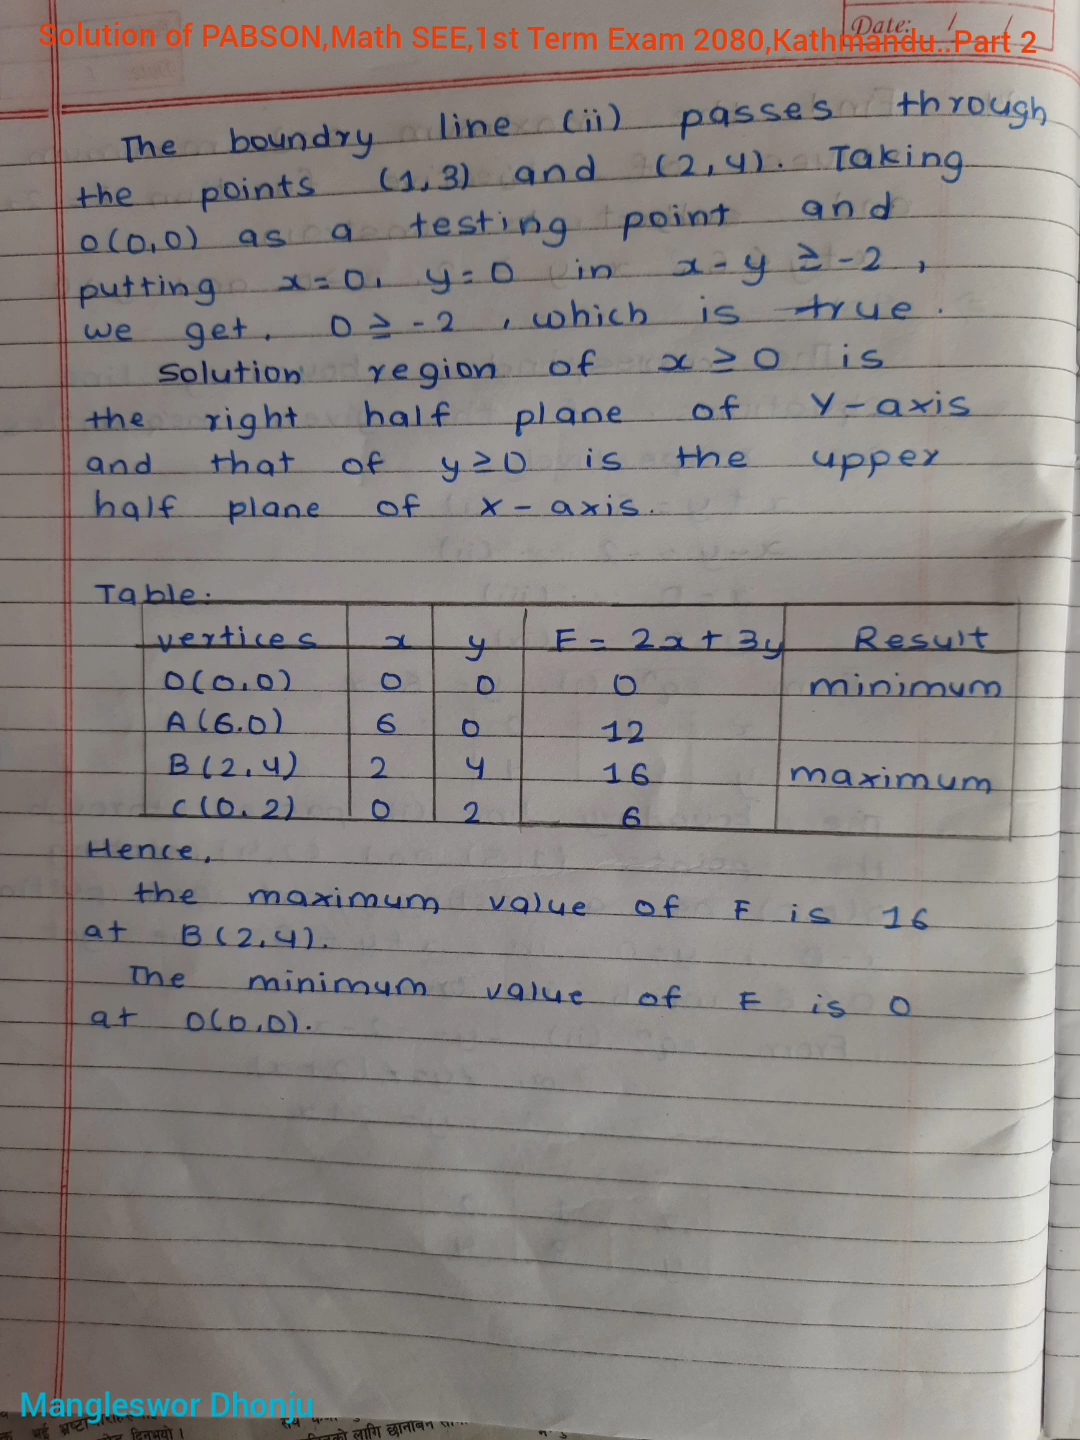 Solution of PABSON,Math SEE,1st Term Exam 2080,Kathmandu..Part 2
Date: / /
The boundry line (ii) passes through
the points (1,3) and (2,4). Taking
O(0,0) as a testing point and
putting x=0, y=0 in x-y ≥ -2,
we get, 0 ≥ -2, which is true.
solution region of x ≥ 0 is
the right half plane of Y-axis
and that of y≥0 is the upper
half plane of X-axis.
Table:
vertices x y F = 2x + 3y Result
O(0,0) 0 0 0 minimum
A(6,0) 6 0 12
B(2,4) 2 4 16 maximum
C(0,2) 0 2 6
Hence,
the maximum value of F is 16
at B(2,4).
The minimum value of F is 0
at O(0,0).
Mangleswor Dhonju
लागि छानबिन